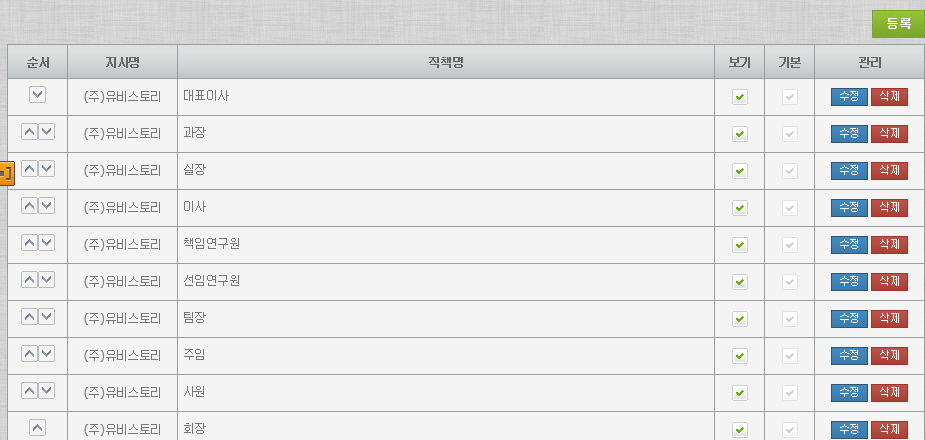 등록
순서 지사명 직책명 보기 기본 관리
(주)유비스토리 대표이사 수정 삭제
(주)유비스토리 과장 수정 삭제
(주)유비스토리 실장 수정 삭제
(주)유비스토리 이사 수정 삭제
(주)유비스토리 책임연구원 수정 삭제
(주)유비스토리 선임연구원 수정 삭제
(주)유비스토리 팀장 수정 삭제
(주)유비스토리 주임 수정 삭제
(주)유비스토리 사원 수정 삭제
(주)유비스토리 회장 수정 삭제